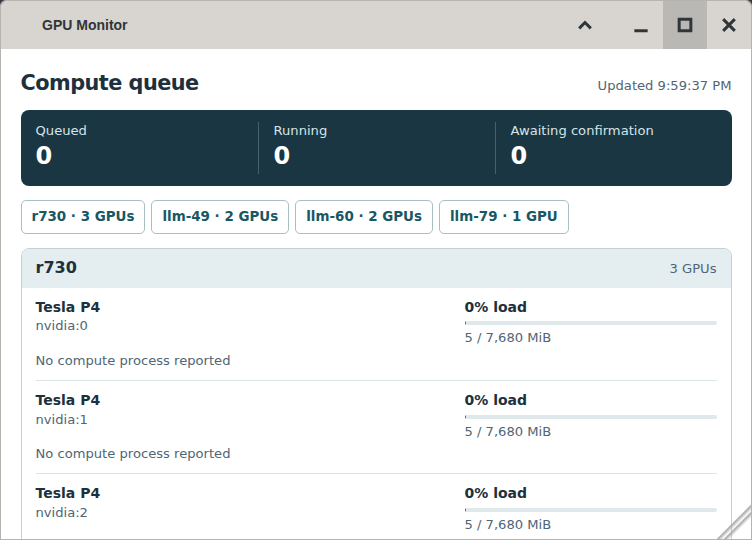 GPU Monitor
Compute queue
Updated 9:59:37 PM
Queued
0
Running
0
Awaiting confirmation
0
r730 · 3 GPUs
llm-49 · 2 GPUs
llm-60 · 2 GPUs
llm-79 · 1 GPU
r730
3 GPUs
Tesla P4
0% load
nvidia:0
5 / 7,680 MiB
No compute process reported
Tesla P4
0% load
nvidia:1
5 / 7,680 MiB
No compute process reported
Tesla P4
0% load
nvidia:2
5 / 7,680 MiB